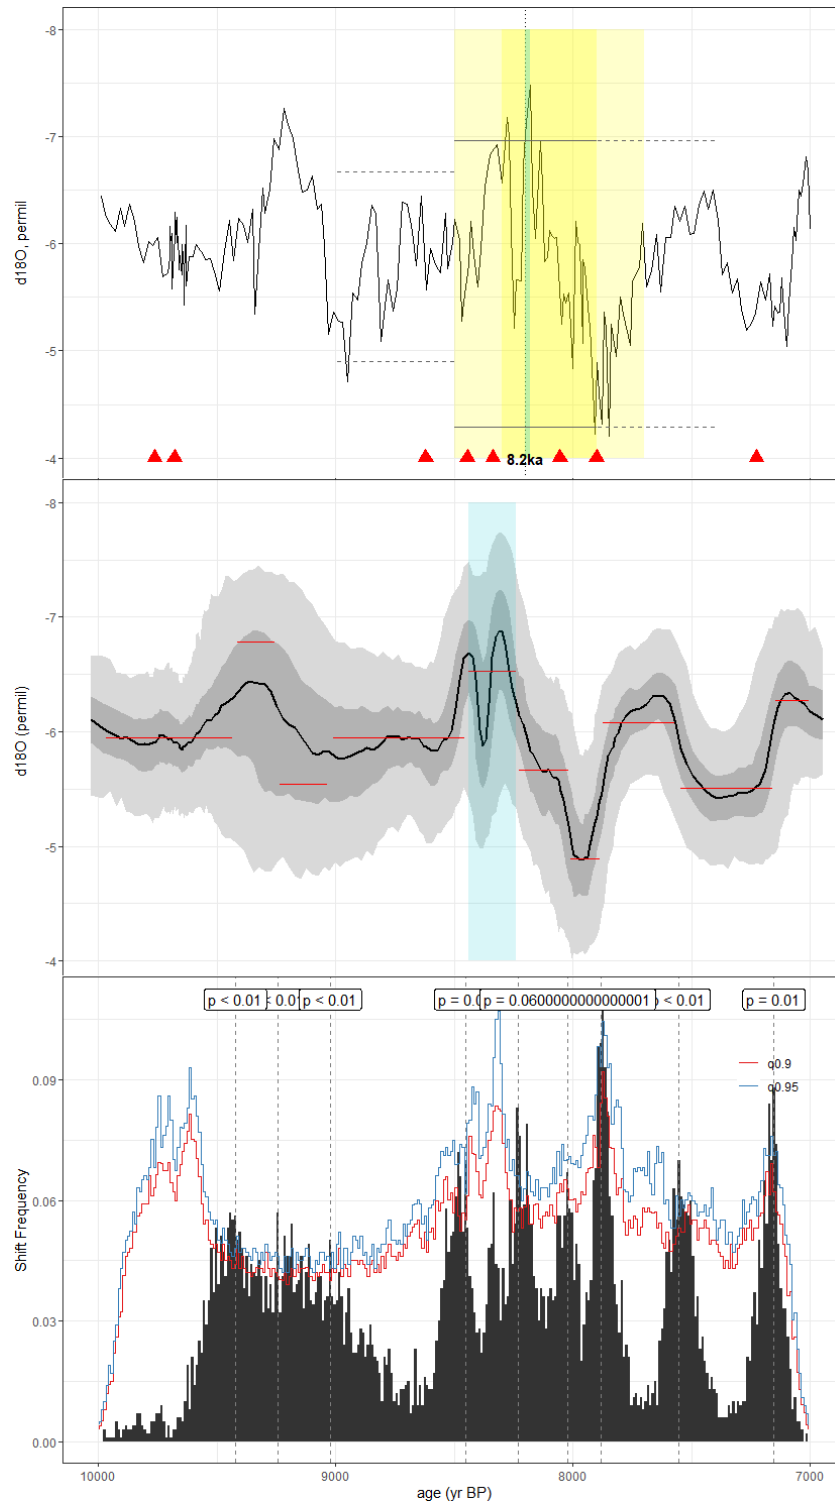 -8
-7
-6
-5
-4
d18O, permil
8.2ka
-8
-7
-6
-5
-4
d18O (permil)
p < 0.01
p < 0.01
p = 0.0600000000000001
p < 0.01
p = 0.01
q0.9
q0.95
0.09
0.06
0.03
0.00
Shift Frequency
10000 9000 8000 7000
age (yr BP)